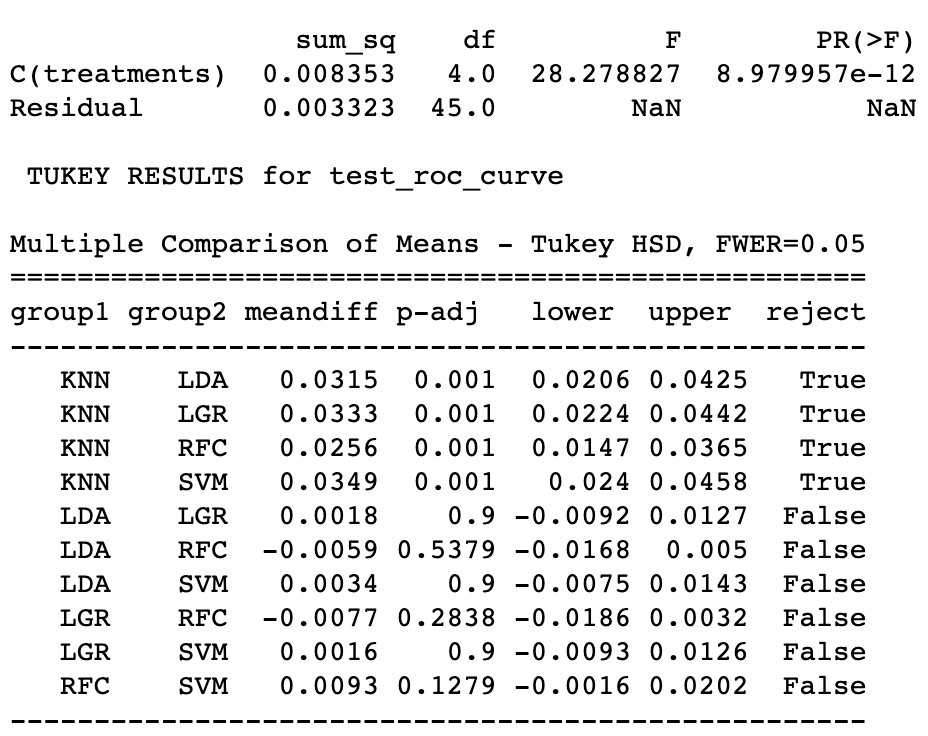 sum_sq df F PR(>F)
C(treatments) 0.008353 4.0 28.278827 8.979957e-12
Residual 0.003323 45.0 NaN NaN
TUKEY RESULTS for test_roc_curve
Multiple Comparison of Means - Tukey HSD, FWER=0.05
===================================================
group1 group2 meandiff p-adj lower upper reject
---------------------------------------------------
KNN LDA 0.0315 0.001 0.0206 0.0425 True
KNN LGR 0.0333 0.001 0.0224 0.0442 True
KNN RFC 0.0256 0.001 0.0147 0.0365 True
KNN SVM 0.0349 0.001 0.024 0.0458 True
LDA LGR 0.0018 0.9 -0.0092 0.0127 False
LDA RFC -0.0059 0.5379 -0.0168 0.005 False
LDA SVM 0.0034 0.9 -0.0075 0.0143 False
LGR RFC -0.0077 0.2838 -0.0186 0.0032 False
LGR SVM 0.0016 0.9 -0.0093 0.0126 False
RFC SVM 0.0093 0.1279 -0.0016 0.0202 False
---------------------------------------------------